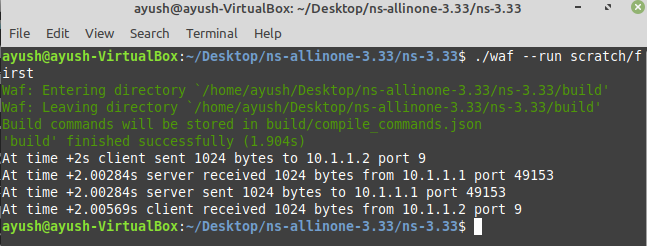 ayush@ayush-VirtualBox:~/Desktop/ns-allinone-3.33/ns-3.33
File Edit View Search Terminal Help
ayush@ayush-VirtualBox:~/Desktop/ns-allinone-3.33/ns-3.33$ ./waf --run scratch/f
irst
Waf: Entering directory `/home/ayush/Desktop/ns-allinone-3.33/ns-3.33/build'
Waf: Leaving directory `/home/ayush/Desktop/ns-allinone-3.33/ns-3.33/build'
Build commands will be stored in build/compile_commands.json
'build' finished successfully (1.904s)
At time +2s client sent 1024 bytes to 10.1.1.2 port 9
At time +2.00284s server received 1024 bytes from 10.1.1.1 port 49153
At time +2.00284s server sent 1024 bytes to 10.1.1.1 port 49153
At time +2.00569s client received 1024 bytes from 10.1.1.2 port 9
ayush@ayush-VirtualBox:~/Desktop/ns-allinone-3.33/ns-3.33$